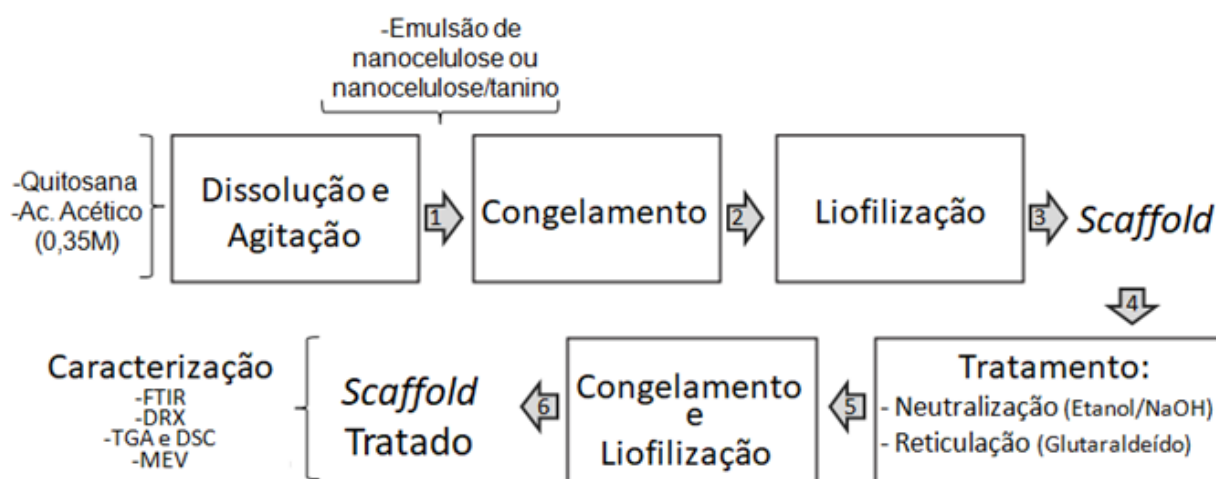 -Emulsão de
nanocelulose ou
nanocelulose/tanino
-Quitosana
-Ac. Acético
(0,35M)
Dissolução e
Agitação
1
Congelamento
2
Liofilização
3
Scaffold
4
Tratamento:
- Neutralização (Etanol/NaOH)
- Reticulação (Glutaraldeído)
5
Congelamento
e
Liofilização
6
Scaffold
Tratado
Caracterização
-FTIR
-DRX
-TGA e DSC
-MEV